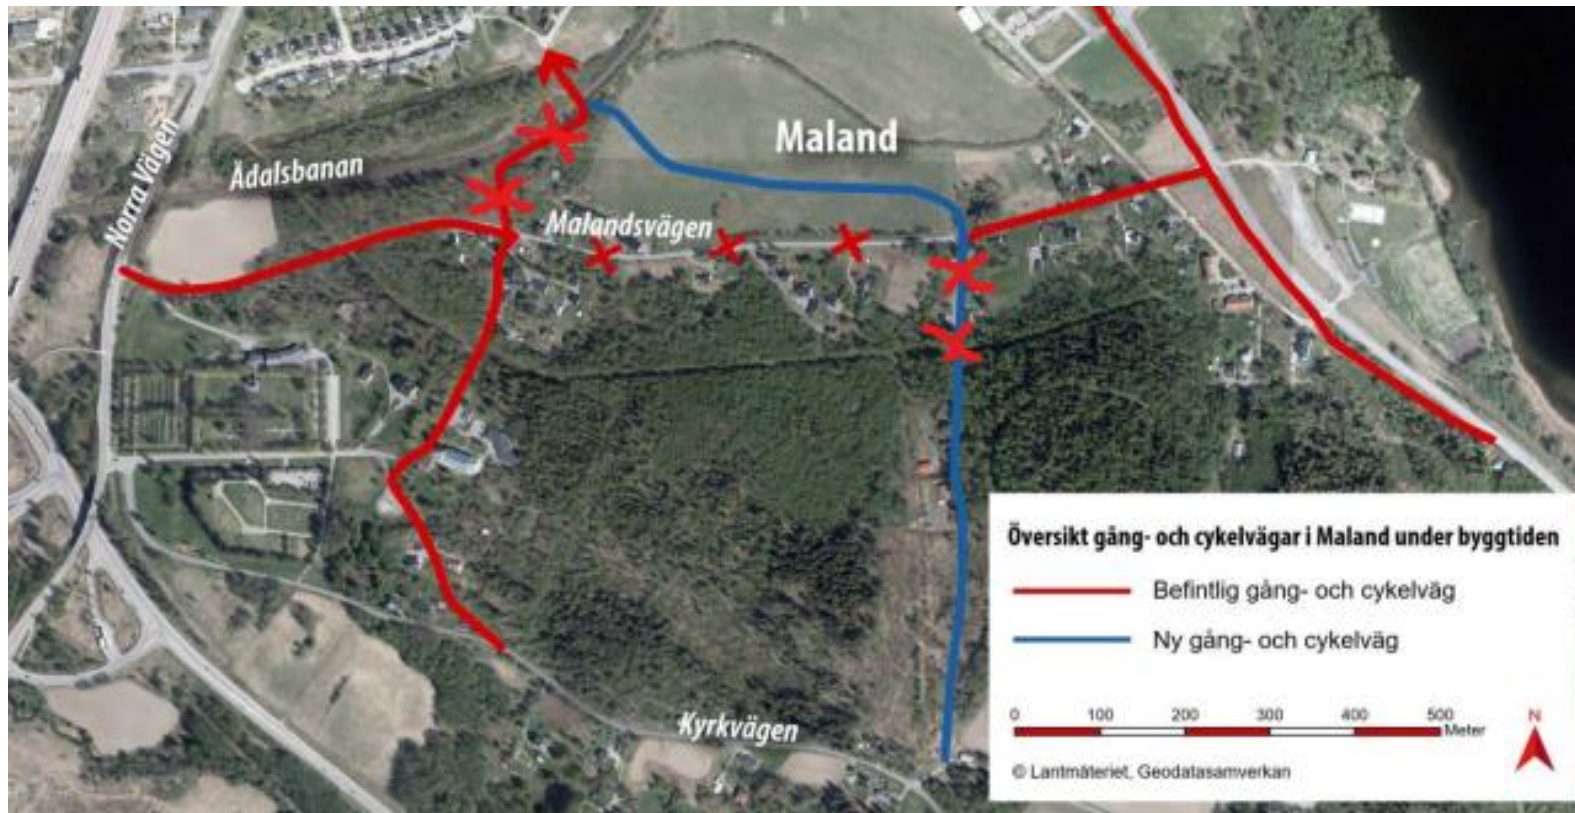 Maland
Norra Vägen
Ådalsbanan
Malandsvägen
Översikt gång- och cykelvägar i Maland under byggtiden
Befintlig gång- och cykelväg
Ny gång- och cykelväg
0 100 200 300 400 500
Meter
N
Kyrkvägen
© Lantmäteriet, Geodatasamverkan